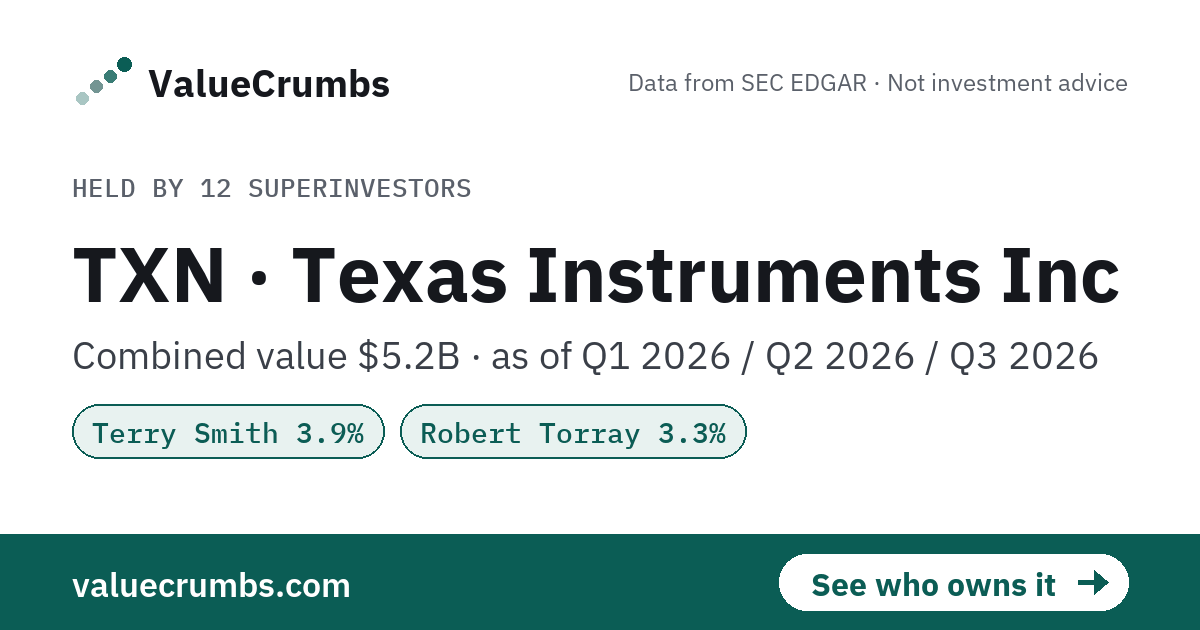 ValueCrumbs
Data from SEC EDGAR · Not investment advice
HELD BY 12 SUPERINVESTORS
TXN · Texas Instruments Inc
Combined value $5.2B · as of Q1 2026 / Q2 2026 / Q3 2026
Terry Smith 3.9%
Robert Torray 3.3%
valuecrumbs.com
See who owns it →